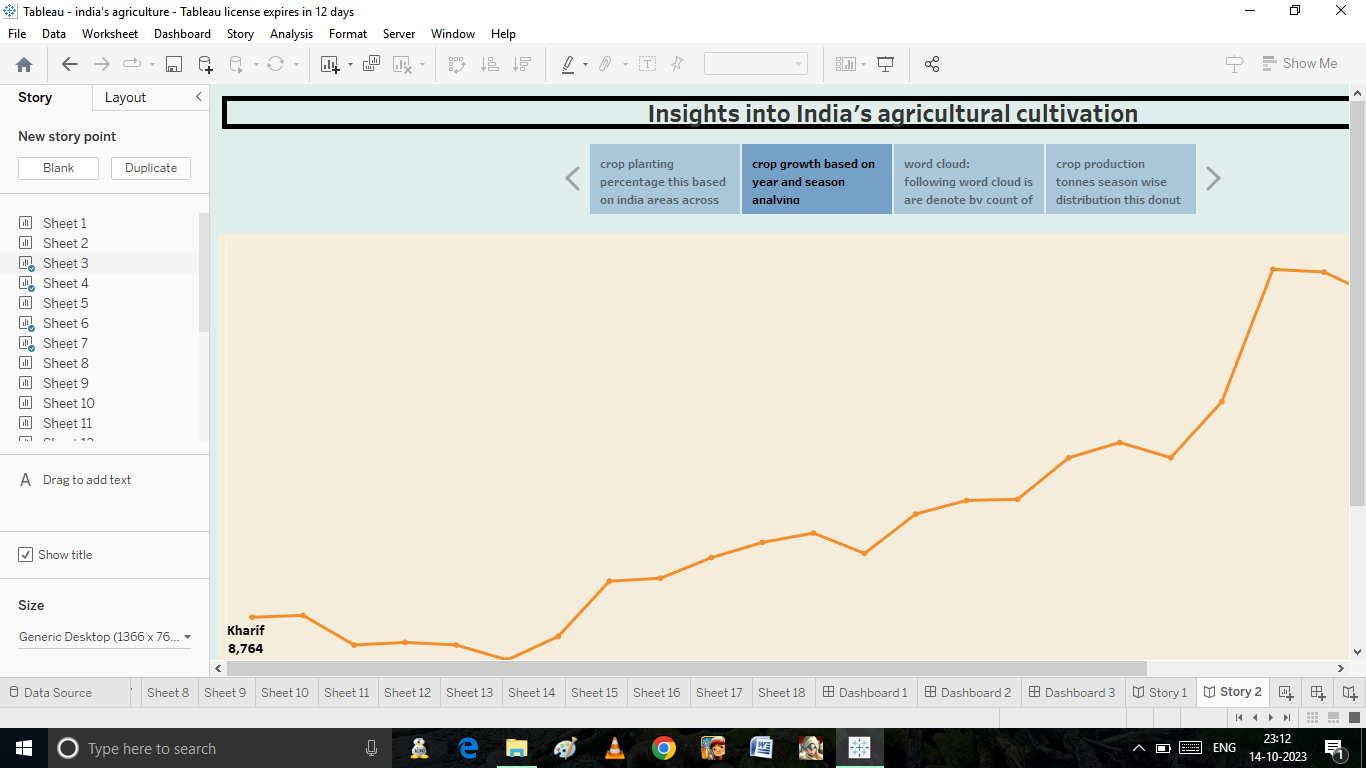 Tableau - india's agriculture - Tableau license expires in 12 days
File Data Worksheet Dashboard Story Analysis Format Server Window Help
Show Me
Story Layout
New story point
Blank Duplicate
Sheet 1
Sheet 2
Sheet 3
Sheet 4
Sheet 5
Sheet 6
Sheet 7
Sheet 8
Sheet 9
Sheet 10
Sheet 11
A Drag to add text
Show title
Size
Generic Desktop (1366 x 76...
Insights into India's agricultural cultivation
crop planting
percentage this based
on india areas across
crop growth based on
year and season
analying
word cloud:
following word cloud is
are denote by count of
crop production
tonnes season wise
distribution this donut
Kharif
8,764
Data Source Sheet 8 Sheet 9 Sheet 10 Sheet 11 Sheet 12 Sheet 13 Sheet 14 Sheet 15 Sheet 16 Sheet 17 Sheet 18 Dashboard 1 Dashboard 2 Dashboard 3 Story 1 Story 2
Type here to search
ENG
23:12
14-10-2023
1